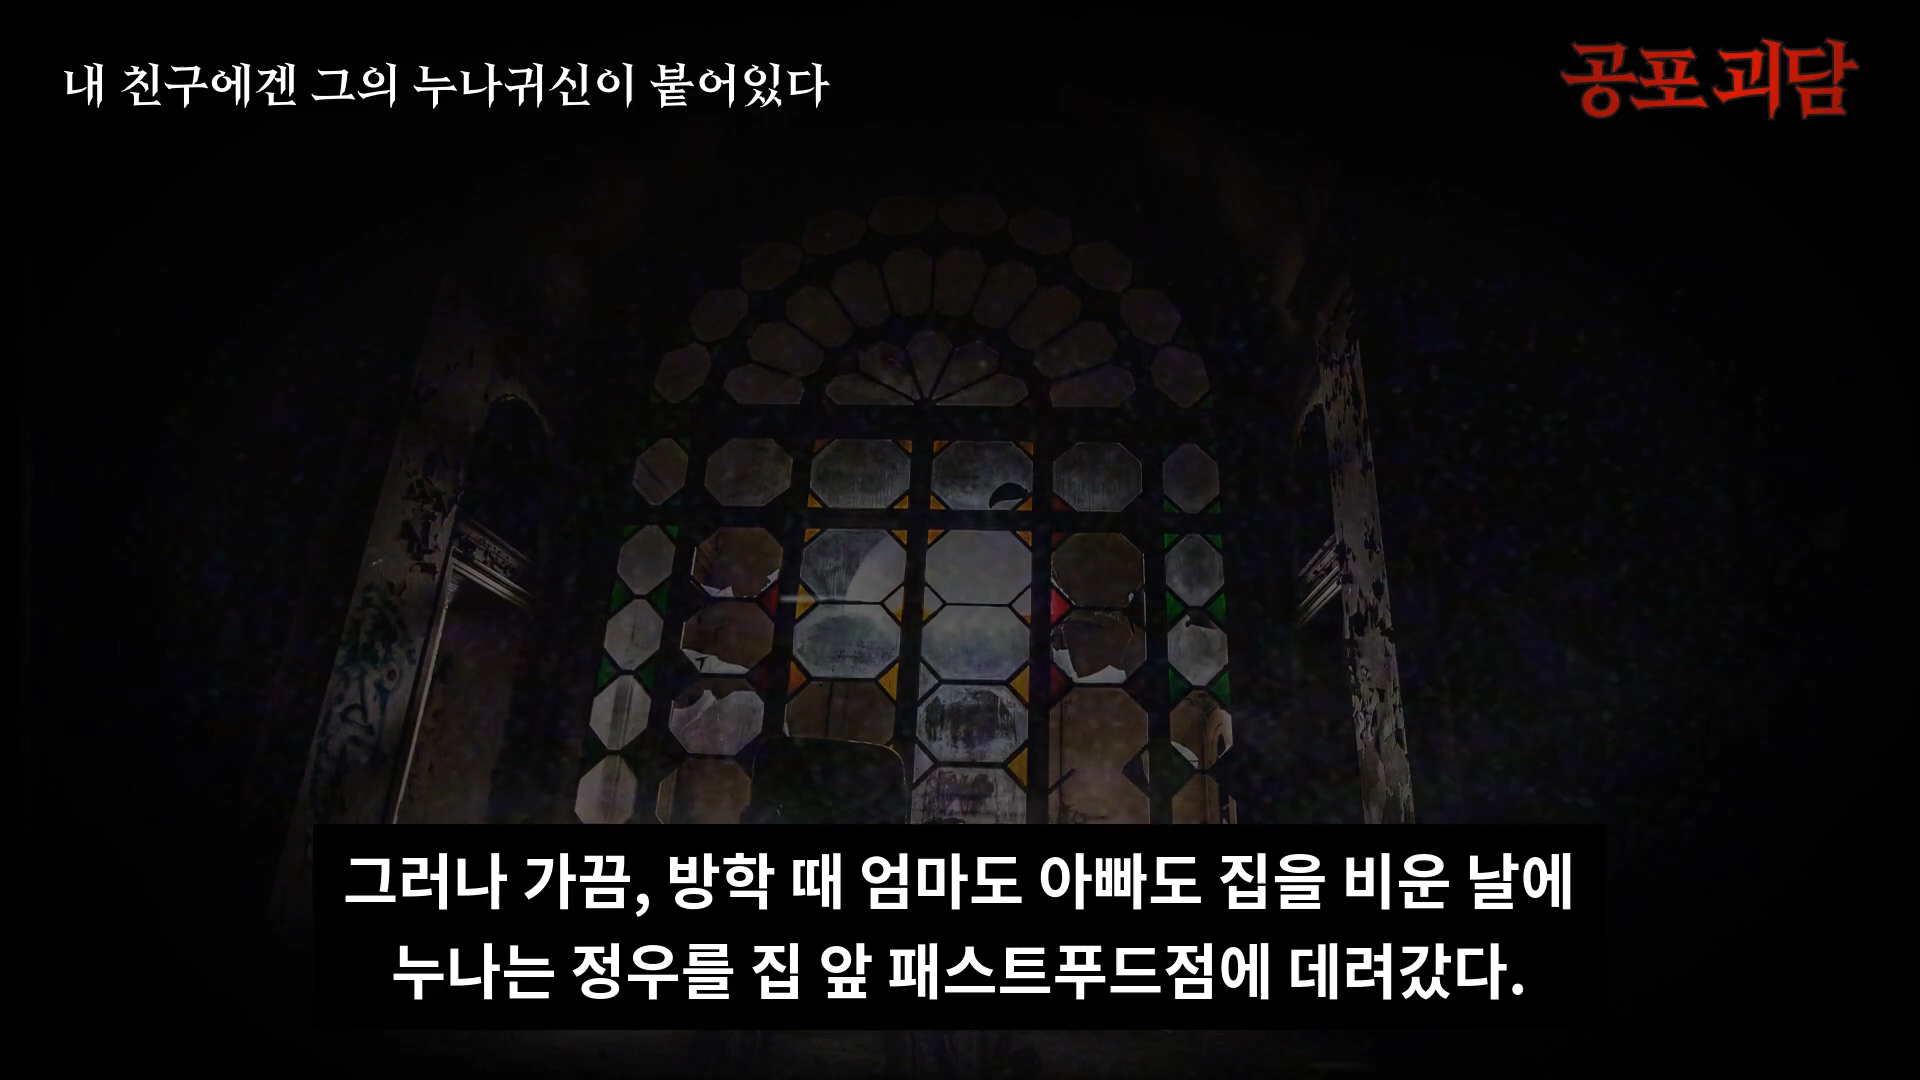 내 친구에겐 그의 누나귀신이 붙어있다
공포괴담
그러나 가끔, 방학 때 엄마도 아빠도 집을 비운 날에
누나는 정우를 집 앞 패스트푸드점에 데려갔다.